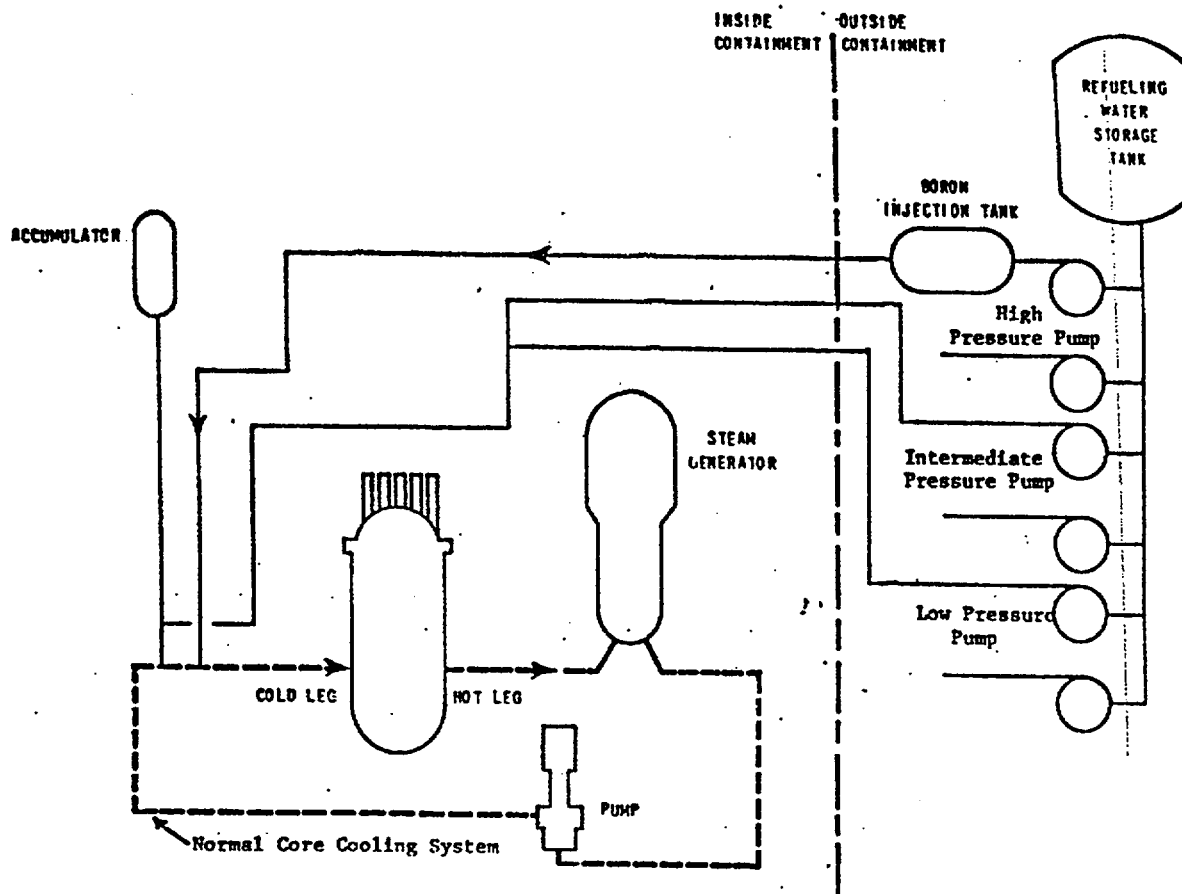 INSIDE
CONTAINMENT
OUTSIDE
CONTAINMENT
REFUELING
WATER
STORAGE
TANK
BORON
INJECTION TANK
ACCUMULATOR
High
Pressure Pump
STEAM
GENERATOR
Intermediate
Pressure Pump
Low Pressure
Pump
COLD LEG
HOT LEG
PUMP
Normal Core Cooling System